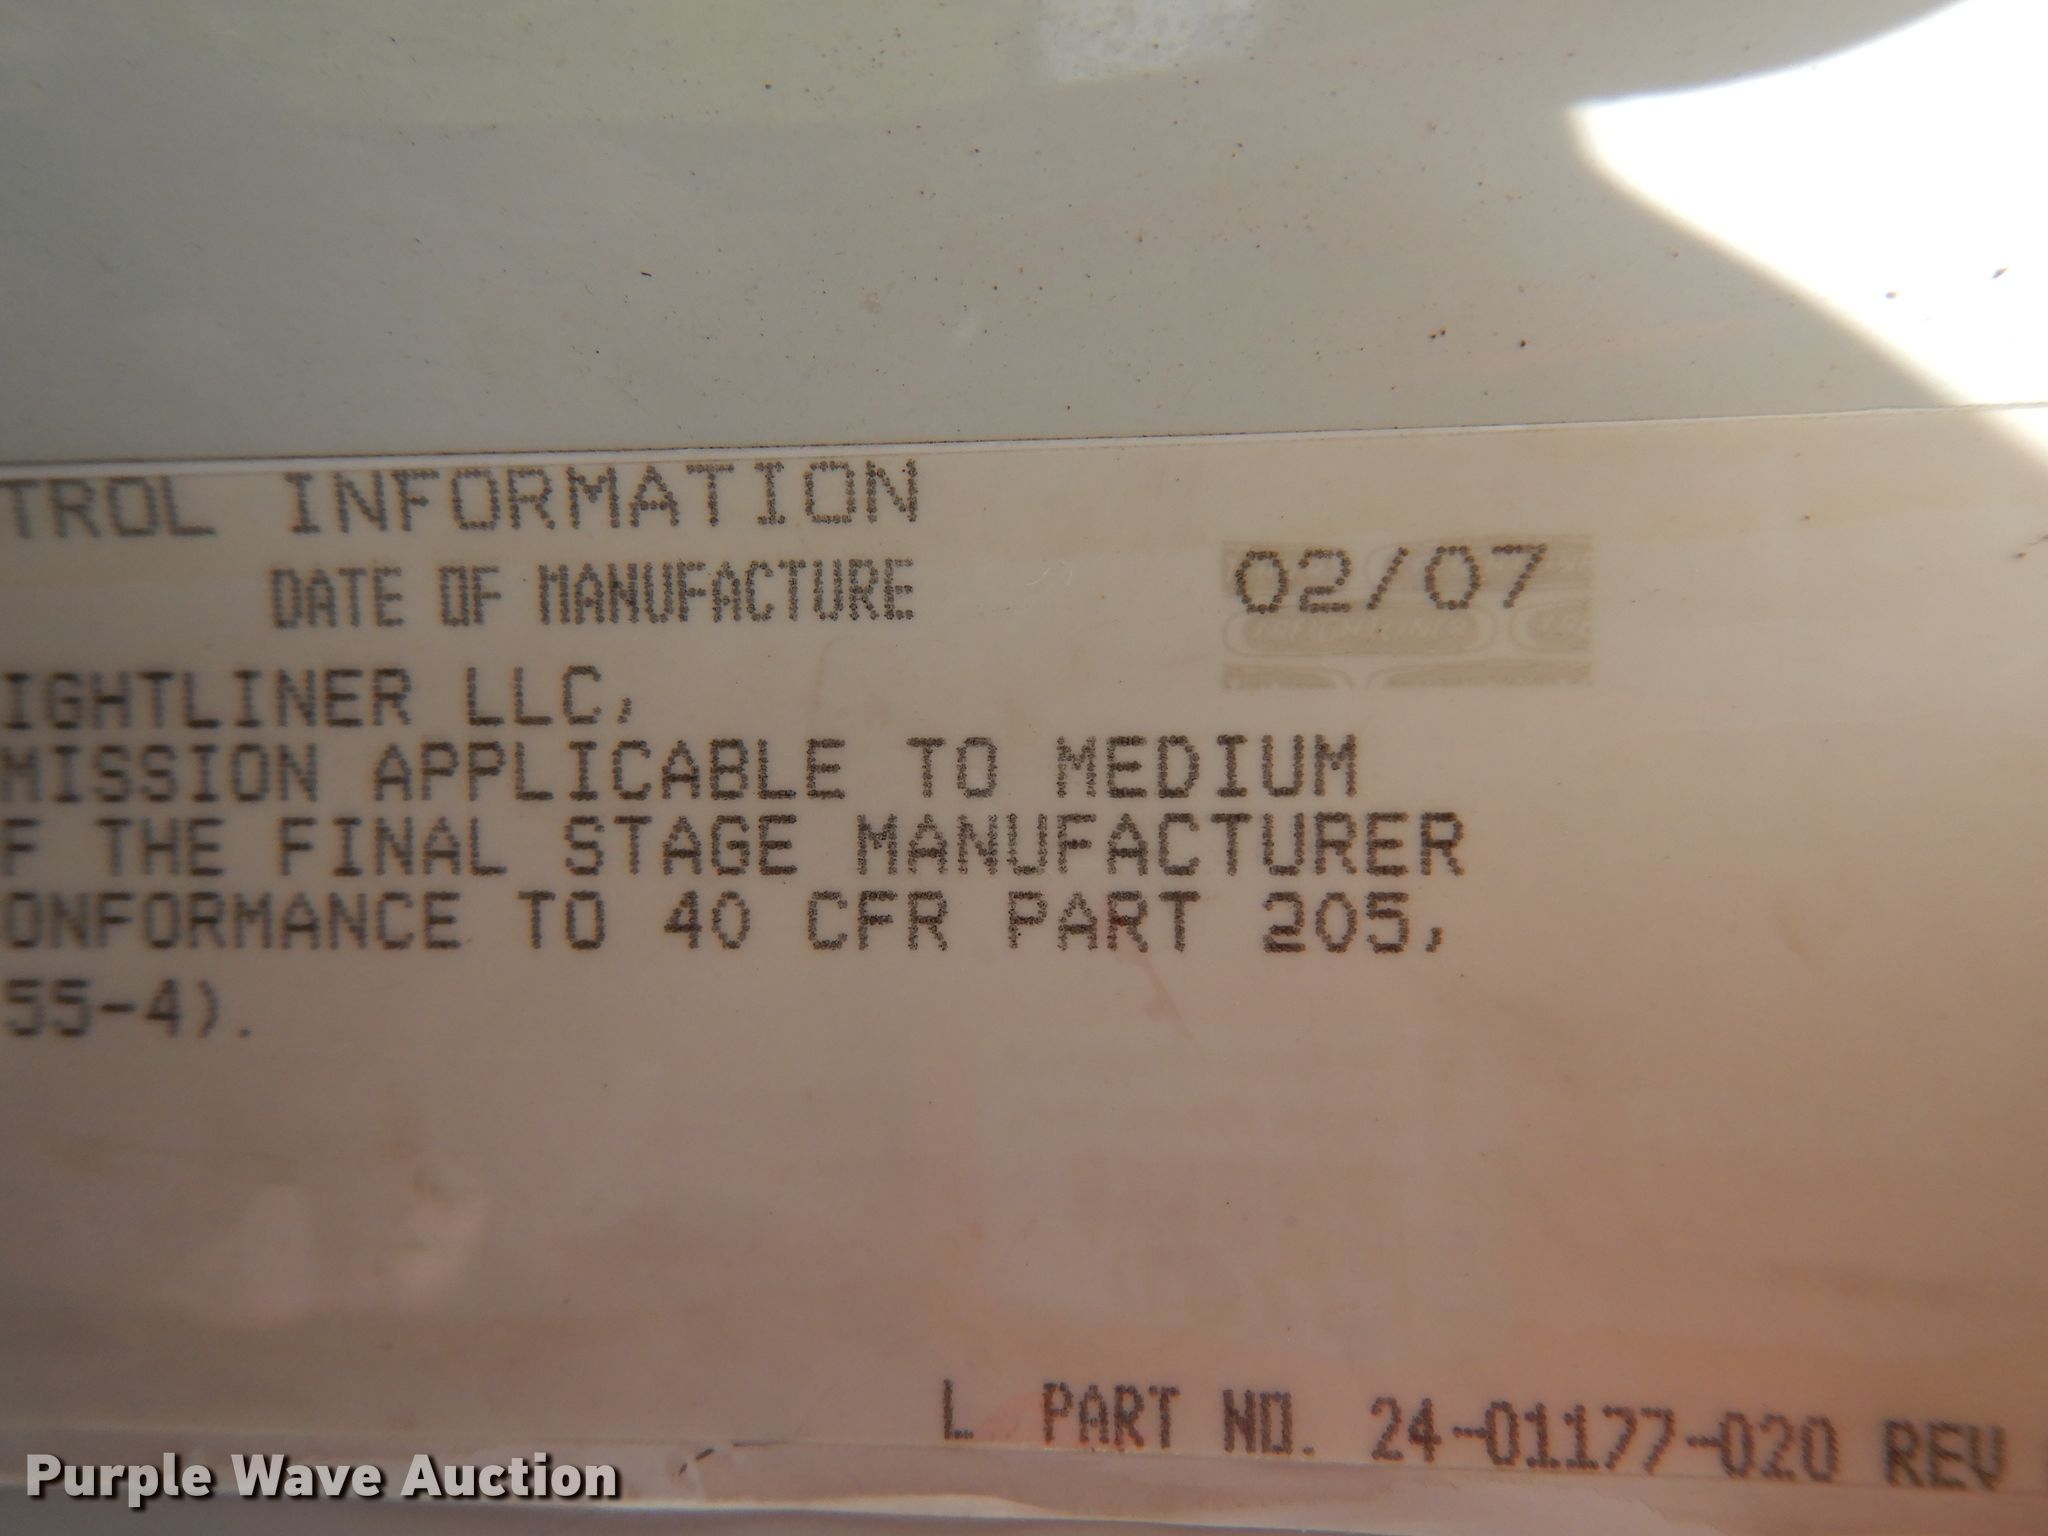 TROL INFORMATION
DATE OF MANUFACTURE 02/07
FREIGHTLINER
IGHTLINER LLC,
MISSION APPLICABLE TO MEDIUM
F THE FINAL STAGE MANUFACTURER
ONFORMANCE TO 40 CFR PART 205,
55-4).
L PART NO. 24-01177-020 REV
Purple Wave Auction